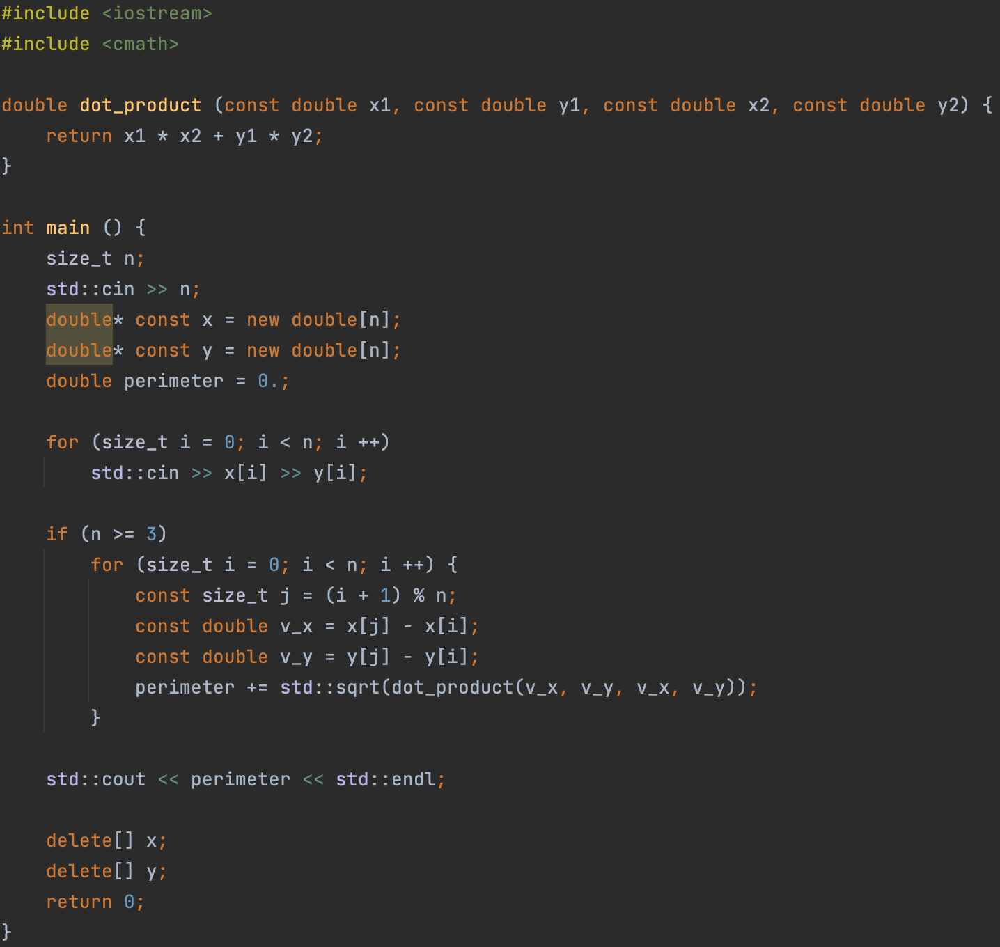 #include <iostream>
#include <cmath>

double dot_product (const double x1, const double y1, const double x2, const double y2) {
    return x1 * x2 + y1 * y2;
}

int main () {
    size_t n;
    std::cin >> n;
    double* const x = new double[n];
    double* const y = new double[n];
    double perimeter = 0.;

    for (size_t i = 0; i < n; i ++)
        std::cin >> x[i] >> y[i];

    if (n >= 3)
        for (size_t i = 0; i < n; i ++) {
            const size_t j = (i + 1) % n;
            const double v_x = x[j] - x[i];
            const double v_y = y[j] - y[i];
            perimeter += std::sqrt(dot_product(v_x, v_y, v_x, v_y));
        }

    std::cout << perimeter << std::endl;

    delete[] x;
    delete[] y;
    return 0;
}